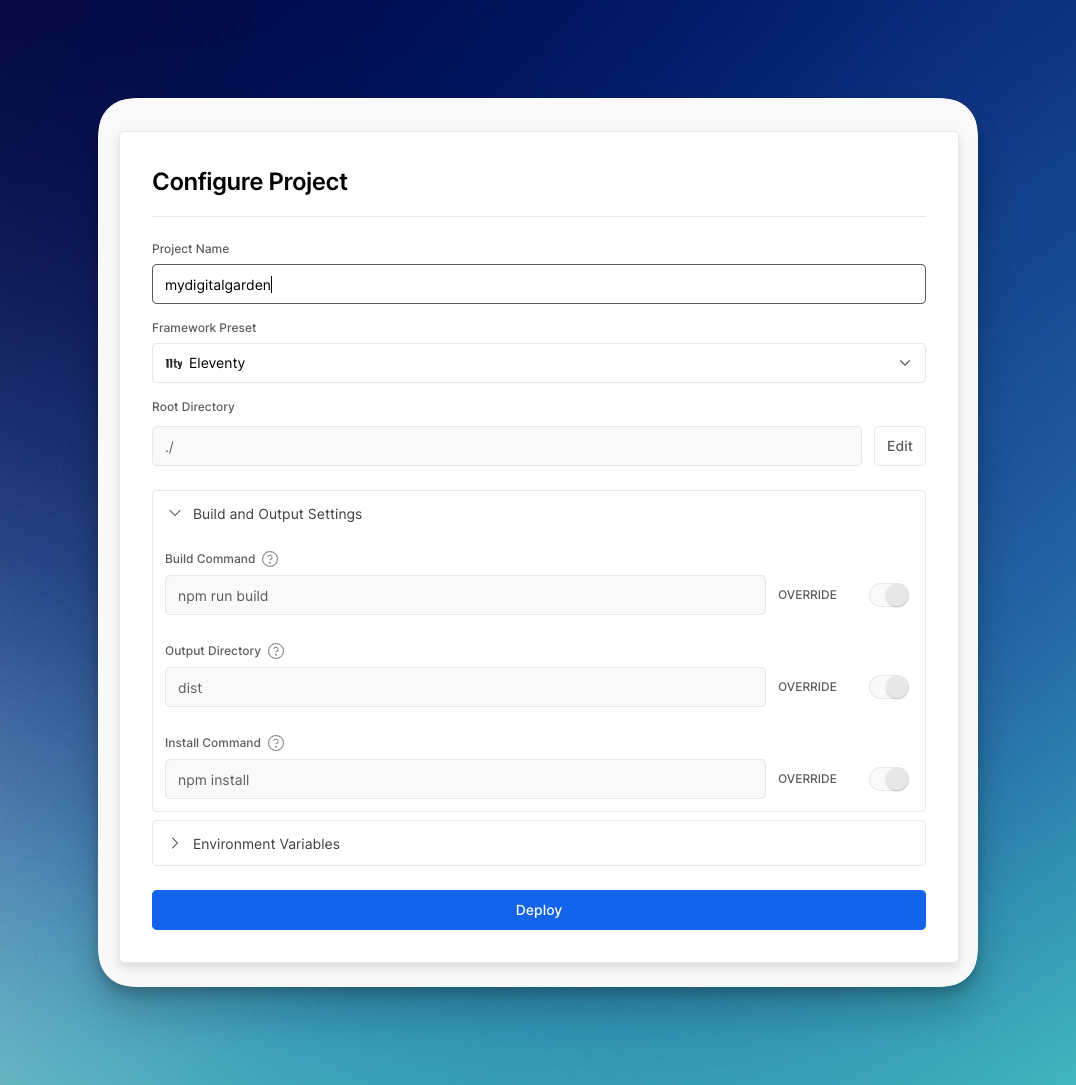 Configure Project
Project Name
mydigitalgarden
Framework Preset
11ty Eleventy
Root Directory
./
Edit
Build and Output Settings
Build Command ?
npm run build
OVERRIDE
Output Directory ?
dist
OVERRIDE
Install Command ?
npm install
OVERRIDE
Environment Variables
Deploy